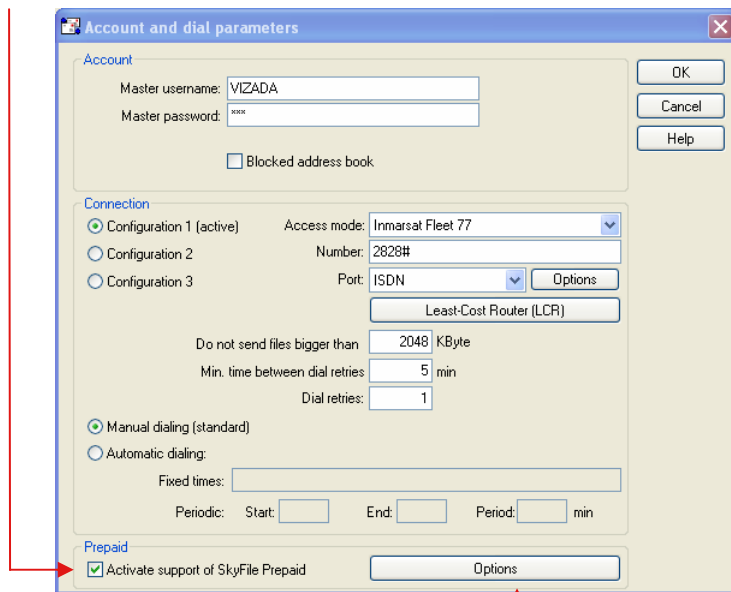 Account and dial parameters
Account
OK
Master username: VIZADA
Cancel
Master password: ***
Help
Blocked address book
Connection
Configuration 1 (active) Access mode: Inmarsat Fleet 77
Configuration 2 Number: 2828#
Configuration 3 Port: ISDN Options
Least-Cost Router (LCR)
Do not send files bigger than 2048 KByte
Min. time between dial retries 5 min
Dial retries: 1
Manual dialing (standard)
Automatic dialing:
Fixed times:
Periodic: Start: End: Period: min
Prepaid
Activate support of SkyFile Prepaid Options